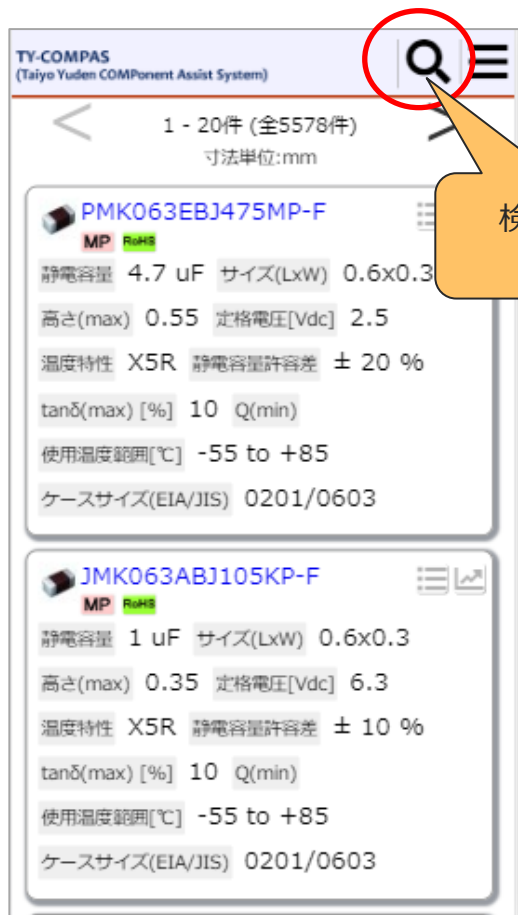 TY-COMPAS
(Taiyo Yuden COMPonent Assist System)
1 - 20件 (全5578件)
寸法単位:mm
検
PMK063EBJ475MP-F
MP RoHS
静電容量 4.7 uF サイズ(LxW) 0.6x0.3
高さ(max) 0.55 定格電圧[Vdc] 2.5
温度特性 X5R 静電容量許容差 ± 20 %
tanδ(max) [%] 10 Q(min)
使用温度範囲[℃] -55 to +85
ケースサイズ(EIA/JIS) 0201/0603
JMK063ABJ105KP-F
MP RoHS
静電容量 1 uF サイズ(LxW) 0.6x0.3
高さ(max) 0.35 定格電圧[Vdc] 6.3
温度特性 X5R 静電容量許容差 ± 10 %
tanδ(max) [%] 10 Q(min)
使用温度範囲[℃] -55 to +85
ケースサイズ(EIA/JIS) 0201/0603